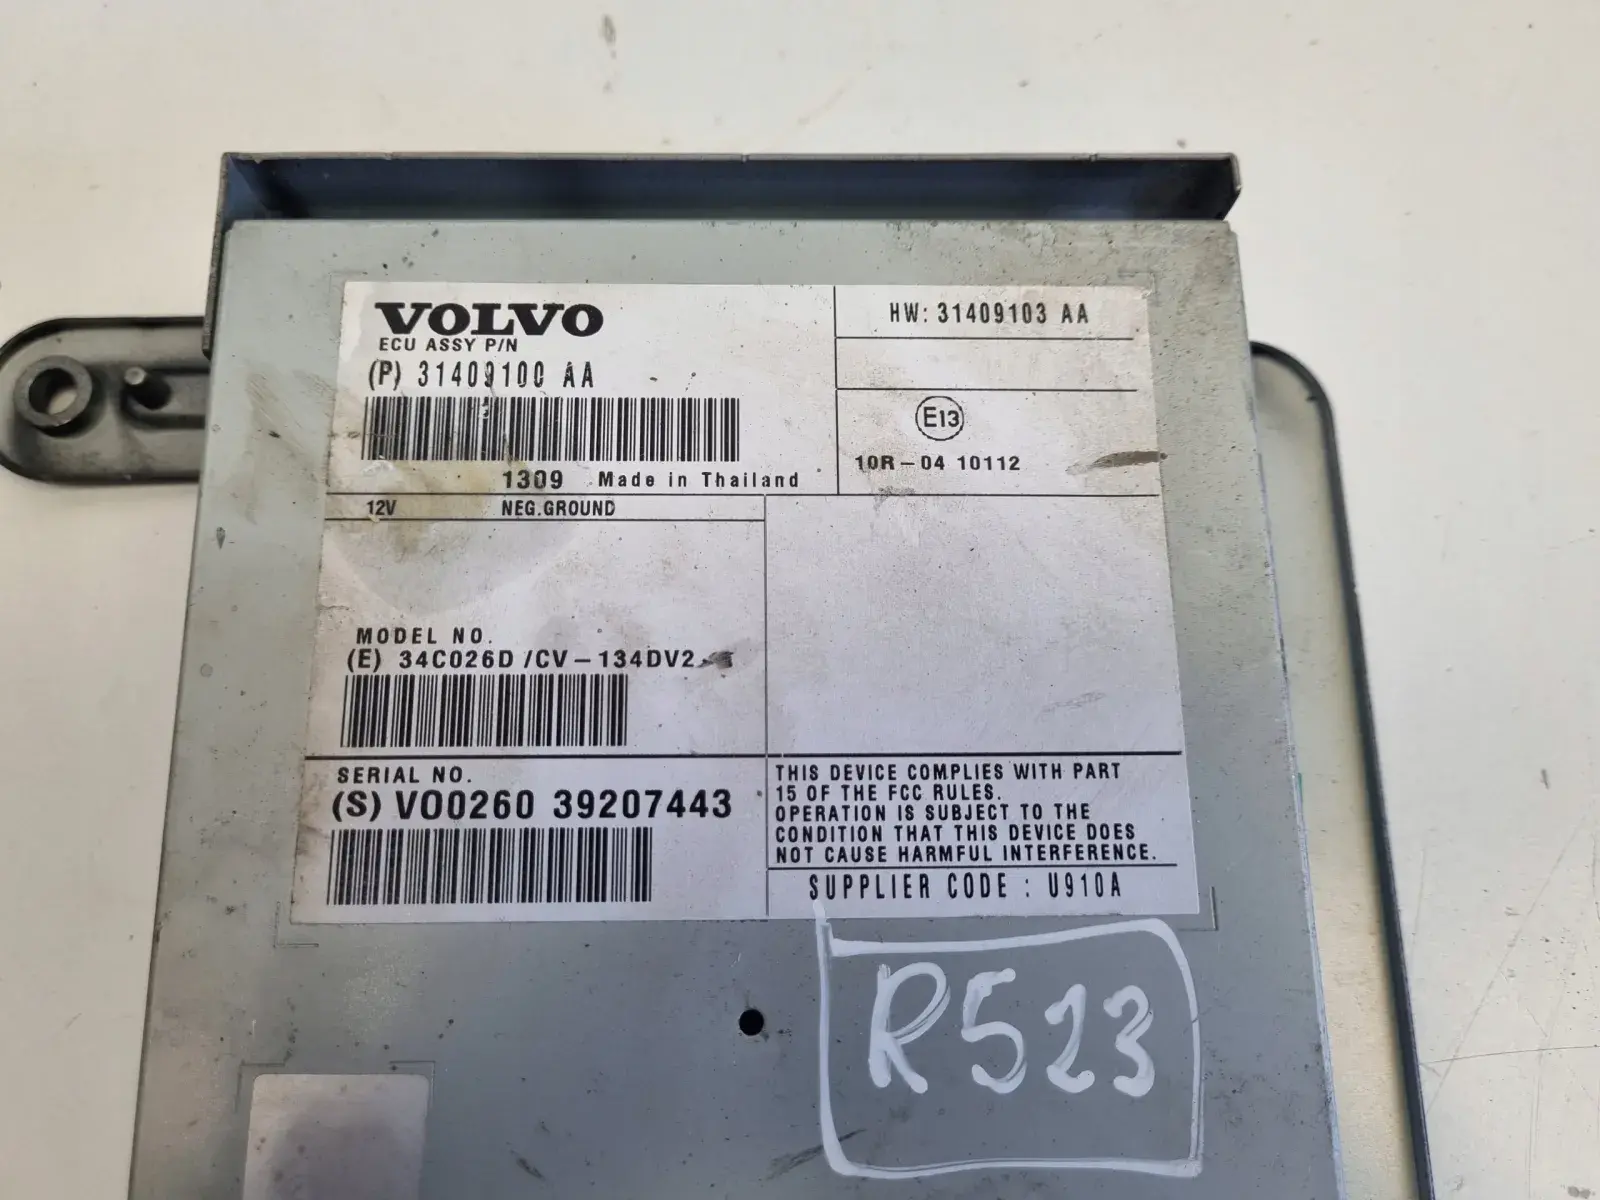 VOLVO
ECU ASSY P/N
(P) 31409100 AA
1309 Made in Thailand
HW: 31409103 AA
E13
10R-04 10112
12V NEG.GROUND
MODEL NO.
(E) 34C026D /CV-134DV2
SERIAL NO.
(S) VO0260 39207443
THIS DEVICE COMPLIES WITH PART
15 OF THE FCC RULES.
OPERATION IS SUBJECT TO THE
CONDITION THAT THIS DEVICE DOES
NOT CAUSE HARMFUL INTERFERENCE.
SUPPLIER CODE : U910A
R523